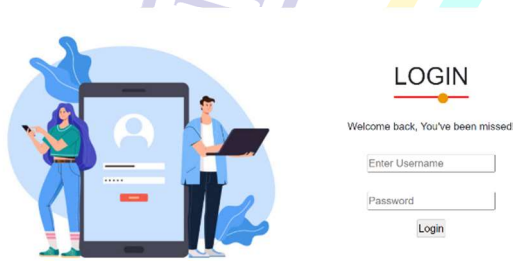 LOGIN
Welcome back, You've been missed
Enter Username
Password
Login